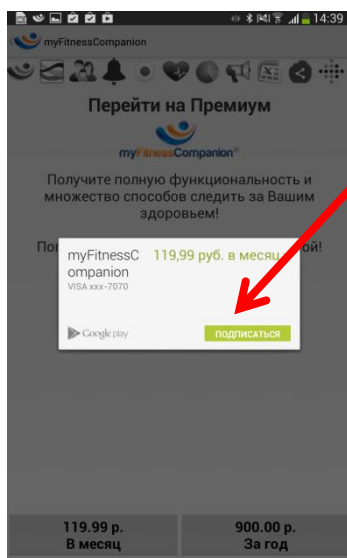 14:39
myFitnessCompanion
Перейти на Премиум
myFitnessCompanion®
Получите полную функциональность и
множество способов следить за Вашим
здоровьем!
ой!
myFitnessC
ompanion
119,99 руб. в месяц
VISA xxx-7070
Google play
ПОДПИСАТЬСЯ
119.99 р.
В месяц
900.00 р.
За год